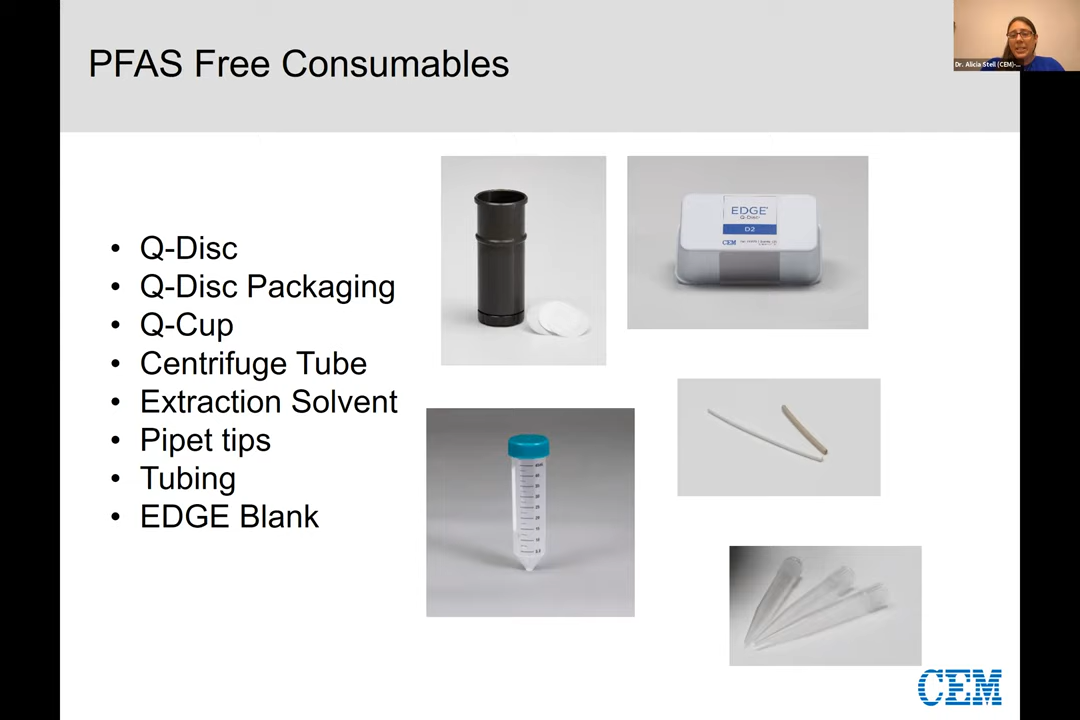 PFAS Free Consumables
Dr. Alicia Stell (CEM)-...
• Q-Disc
• Q-Disc Packaging
• Q-Cup
• Centrifuge Tube
• Extraction Solvent
• Pipet tips
• Tubing
• EDGE Blank
EDGE
Q-Disc
D2
CEM
CEM